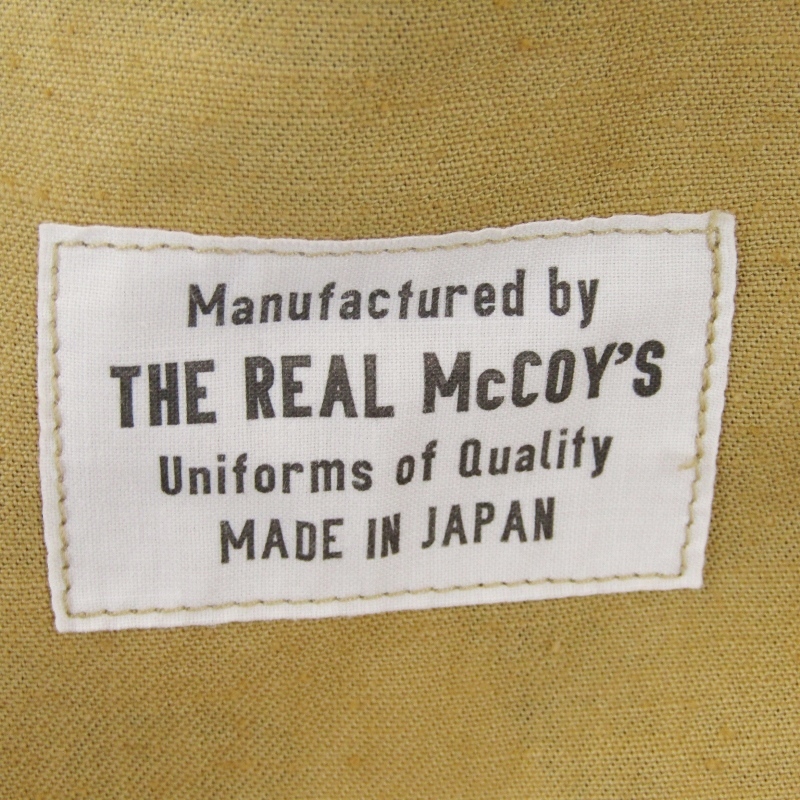 Manufactured by
THE REAL McCOY'S
Uniforms of Quality
MADE IN JAPAN